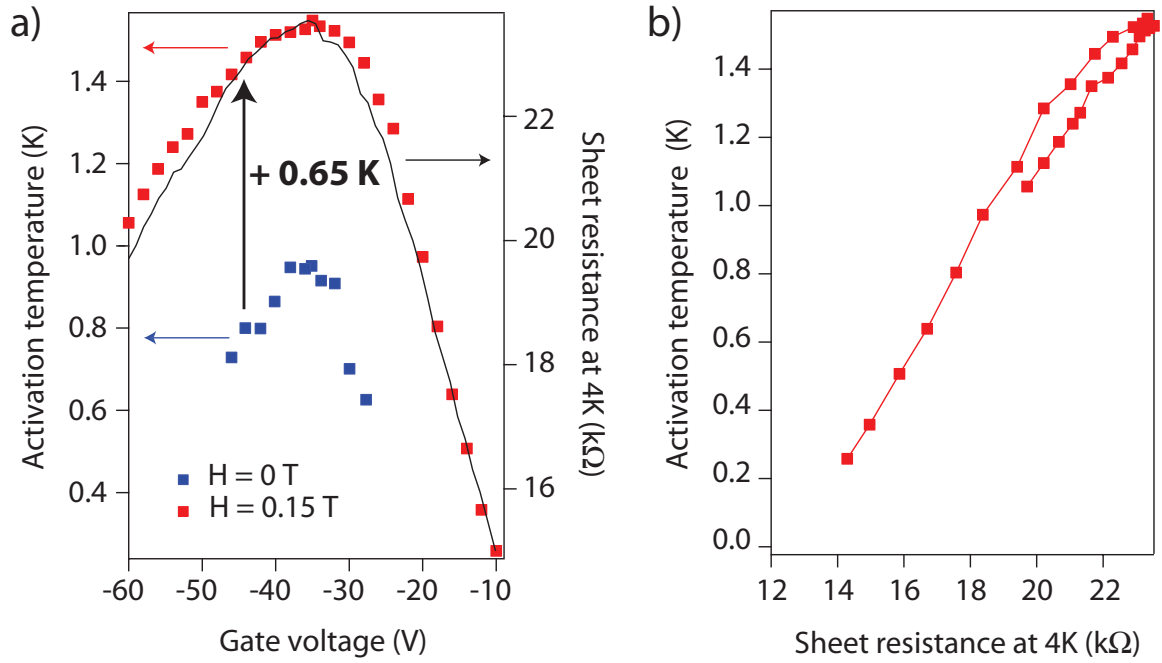 a)
Activation temperature (K)
1.4
1.2
1.0
0.8
0.6
0.4
+ 0.65 K
H = 0 T
H = 0.15 T
22
20
18
16
Sheet resistance at 4K (kΩ)
-60 -50 -40 -30 -20 -10
Gate voltage (V)
b)
Activation temperature (K)
1.4
1.2
1.0
0.8
0.6
0.4
0.2
0.0
12 14 16 18 20 22
Sheet resistance at 4K (kΩ)